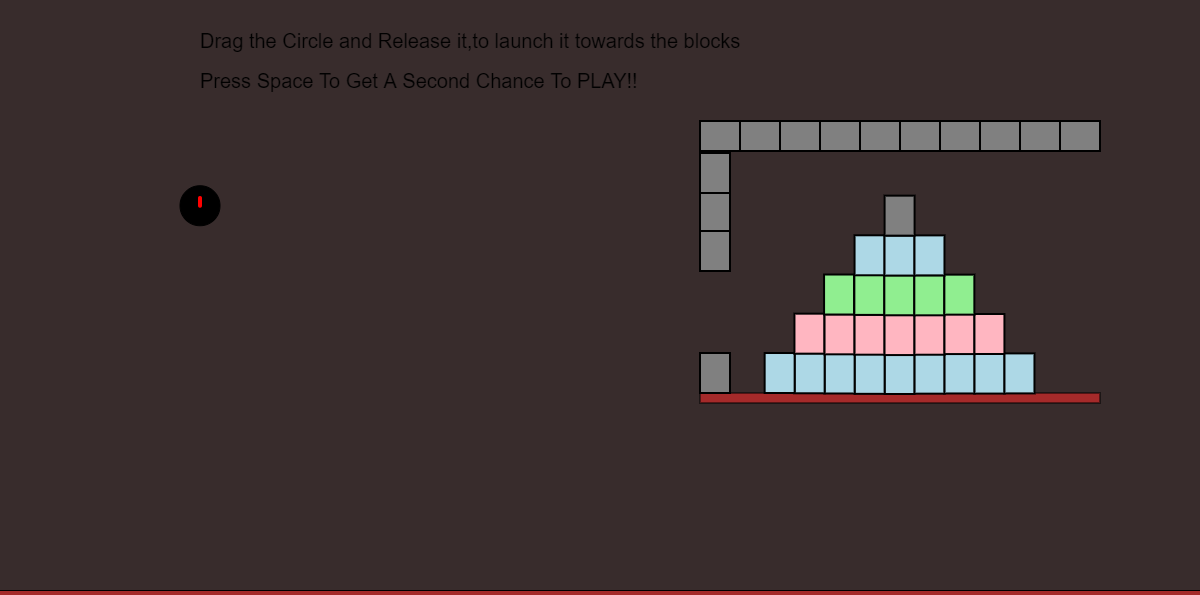 Drag the Circle and Release it,to launch it towards the blocks
Press Space To Get A Second Chance To PLAY!!